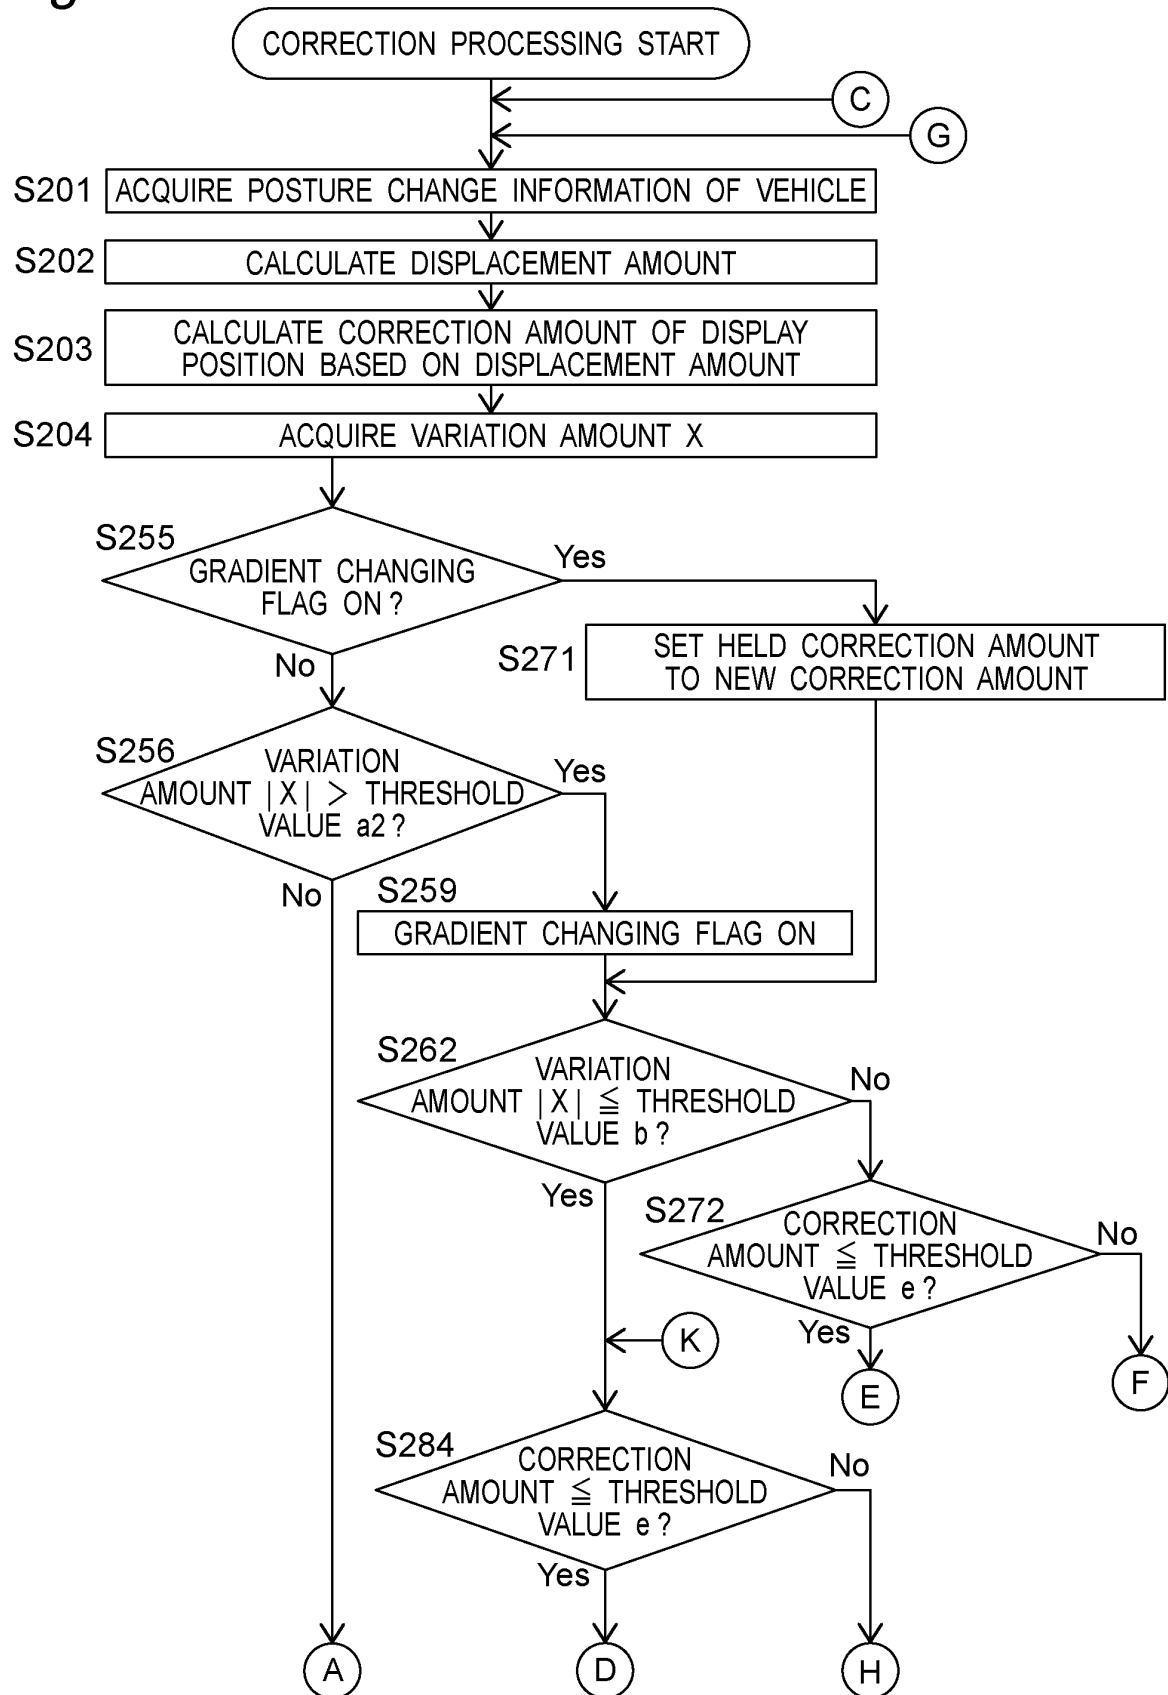 CORRECTION PROCESSING START
C
G
S201
ACQUIRE POSTURE CHANGE INFORMATION OF VEHICLE
S202
CALCULATE DISPLACEMENT AMOUNT
S203
CALCULATE CORRECTION AMOUNT OF DISPLAY
POSITION BASED ON DISPLACEMENT AMOUNT
S204
ACQUIRE VARIATION AMOUNT X
S255
GRADIENT CHANGING
FLAG ON?
Yes
No
S271
SET HELD CORRECTION AMOUNT
TO NEW CORRECTION AMOUNT
S256
VARIATION
AMOUNT |X| > THRESHOLD
VALUE a2?
Yes
No
S259
GRADIENT CHANGING FLAG ON
S262
VARIATION
AMOUNT |X| ≦ THRESHOLD
VALUE b?
No
Yes
S272
CORRECTION
AMOUNT ≦ THRESHOLD
VALUE e?
No
Yes
K
E
F
S284
CORRECTION
AMOUNT ≦ THRESHOLD
VALUE e?
No
Yes
A
D
H